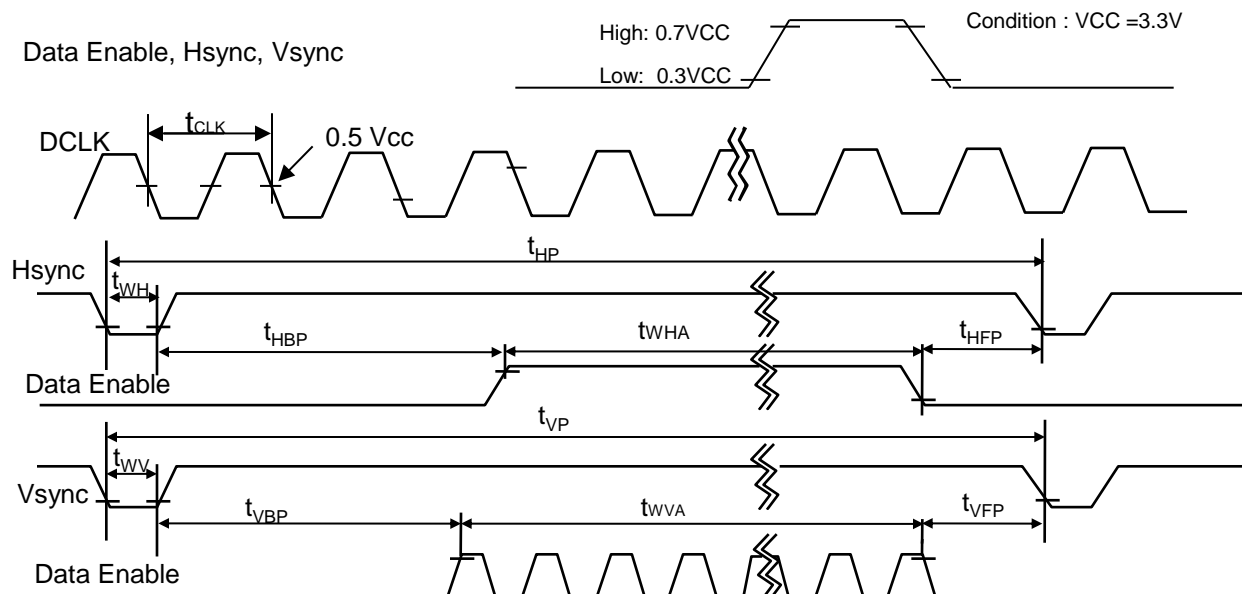 High: 0.7VCC
Condition : VCC =3.3V
Data Enable, Hsync, Vsync
Low: 0.3VCC
tCLK
DCLK
0.5 Vcc
tHP
Hsync
tWH
tHBP
tWHA
tHFP
Data Enable
tVP
tWV
Vsync
tVBP
tWVA
tVFP
Data Enable